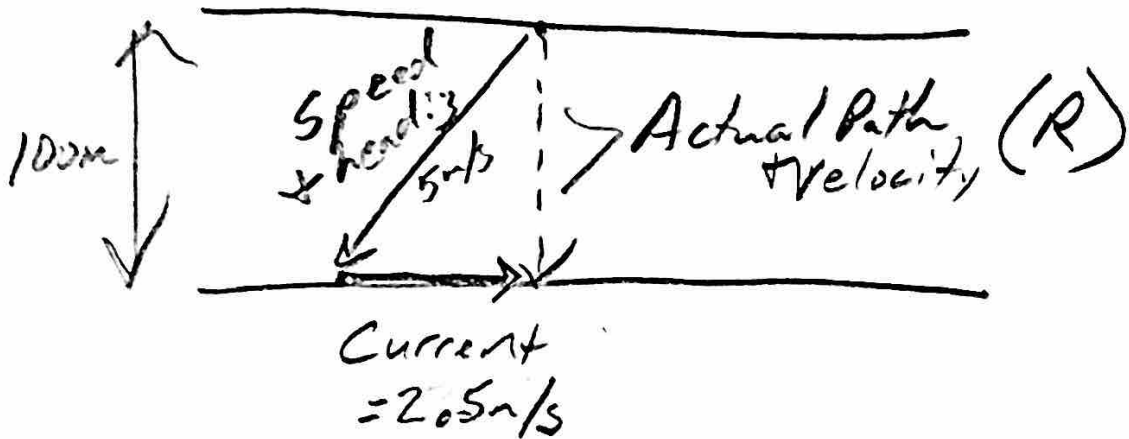 100m
Speed
& heading
5m/s
Actual Path
+ Velocity (R)
Current
= 2.5m/s